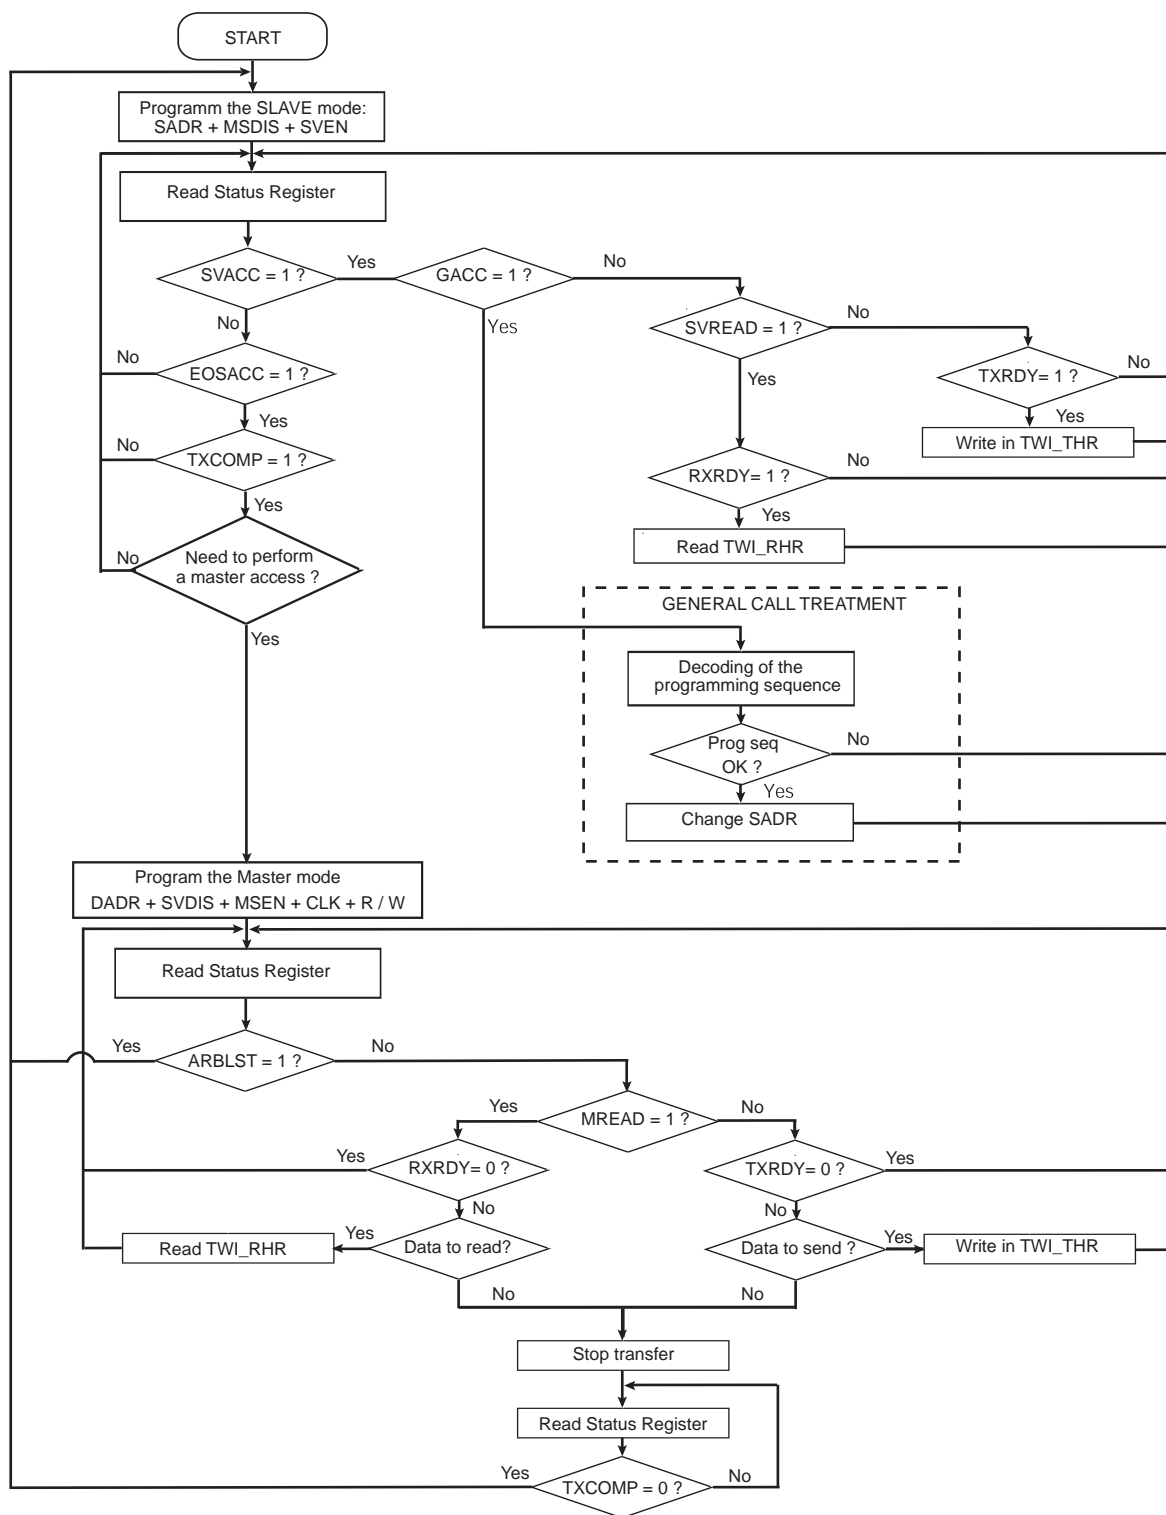 START
Programm the SLAVE mode:
SADR + MSDIS + SVEN
Read Status Register
SVACC = 1 ?
Yes
GACC = 1 ?
No
No
Yes
SVREAD = 1 ?
No
No
EOSACC = 1 ?
Yes
TXRDY= 1 ?
No
Yes
Yes
Write in TWI_THR
No
TXCOMP = 1 ?
RXRDY= 1 ?
No
Yes
Yes
No
Need to perform
a master access ?
Read TWI_RHR
GENERAL CALL TREATMENT
Yes
Decoding of the
programming sequence
Prog seq
OK ?
No
Yes
Change SADR
Program the Master mode
DADR + SVDIS + MSEN + CLK + R / W
Read Status Register
Yes
ARBLST = 1 ?
No
Yes
MREAD = 1 ?
No
Yes
RXRDY= 0 ?
TXRDY= 0 ?
Yes
No
No
Read TWI_RHR
Yes
Data to read?
Data to send ?
Yes
Write in TWI_THR
No
No
Stop transfer
Read Status Register
Yes
TXCOMP = 0 ?
No